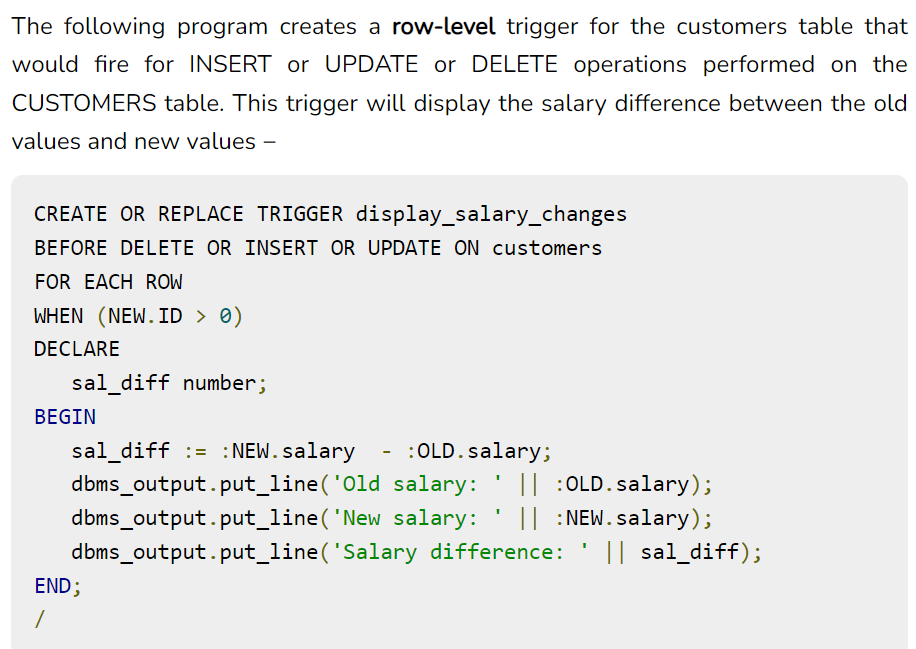 The following program creates a row-level trigger for the customers table that
would fire for INSERT or UPDATE or DELETE operations performed on the
CUSTOMERS table. This trigger will display the salary difference between the old
values and new values –
CREATE OR REPLACE TRIGGER display_salary_changes
BEFORE DELETE OR INSERT OR UPDATE ON customers
FOR EACH ROW
WHEN (NEW.ID > 0)
DECLARE
   sal_diff number;
BEGIN
   sal_diff := :NEW.salary  - :OLD.salary;
   dbms_output.put_line('Old salary: ' || :OLD.salary);
   dbms_output.put_line('New salary: ' || :NEW.salary);
   dbms_output.put_line('Salary difference: ' || sal_diff);
END;
/